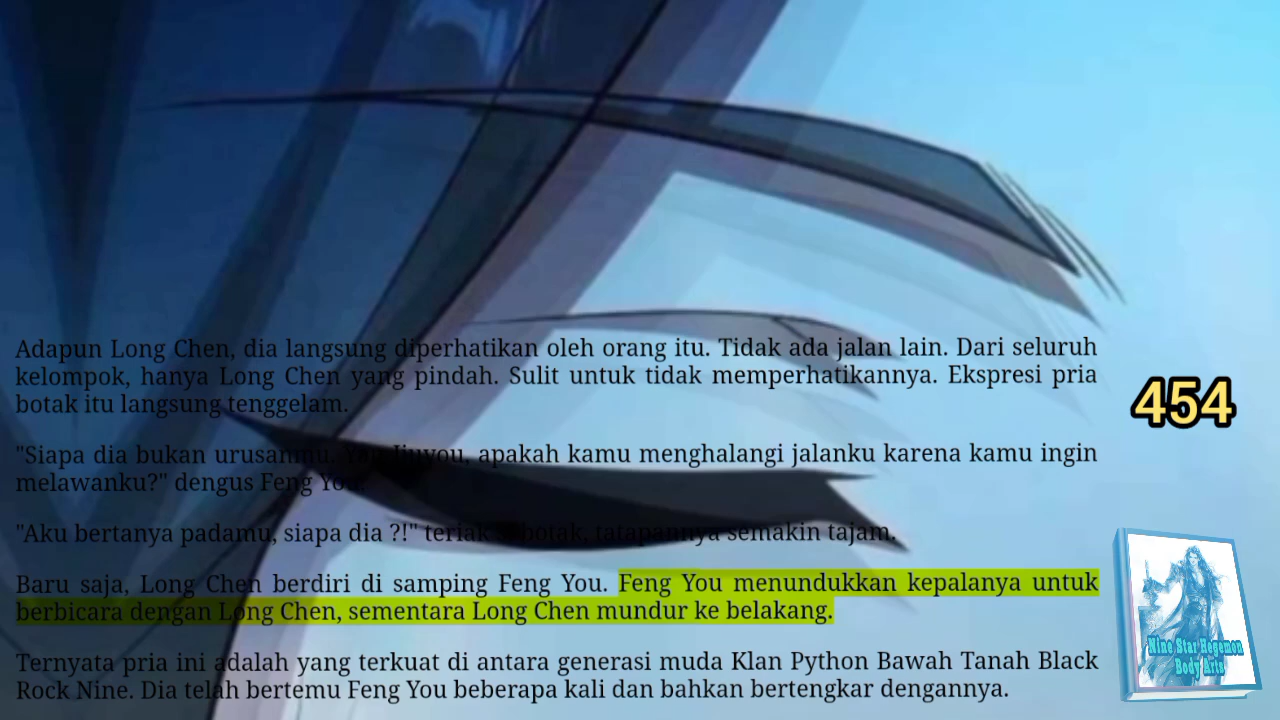 Adapun Long Chen, dia langsung diperhatikan oleh orang itu. Tidak ada jalan lain. Dari seluruh
kelompok, hanya Long Chen yang pindah. Sulit untuk tidak memperhatikannya. Ekspresi pria
botak itu langsung tenggelam.
"Siapa dia bukan urusanmu, You Jinyou, apakah kamu menghalangi jalanku karena kamu ingin
melawanku?" dengus Feng You.
"Aku bertanya padamu, siapa dia ?!" teriak botak, tatapannya semakin tajam.
Baru saja, Long Chen berdiri di samping Feng You. Feng You menundukkan kepalanya untuk
berbicara dengan Long Chen, sementara Long Chen mundur ke belakang.
Ternyata pria ini adalah yang terkuat di antara generasi muda Klan Python Bawah Tanah Black
Rock Nine. Dia telah bertemu Feng You beberapa kali dan bahkan bertengkar dengannya.
454
Nine Star Hegemon
Body Arts